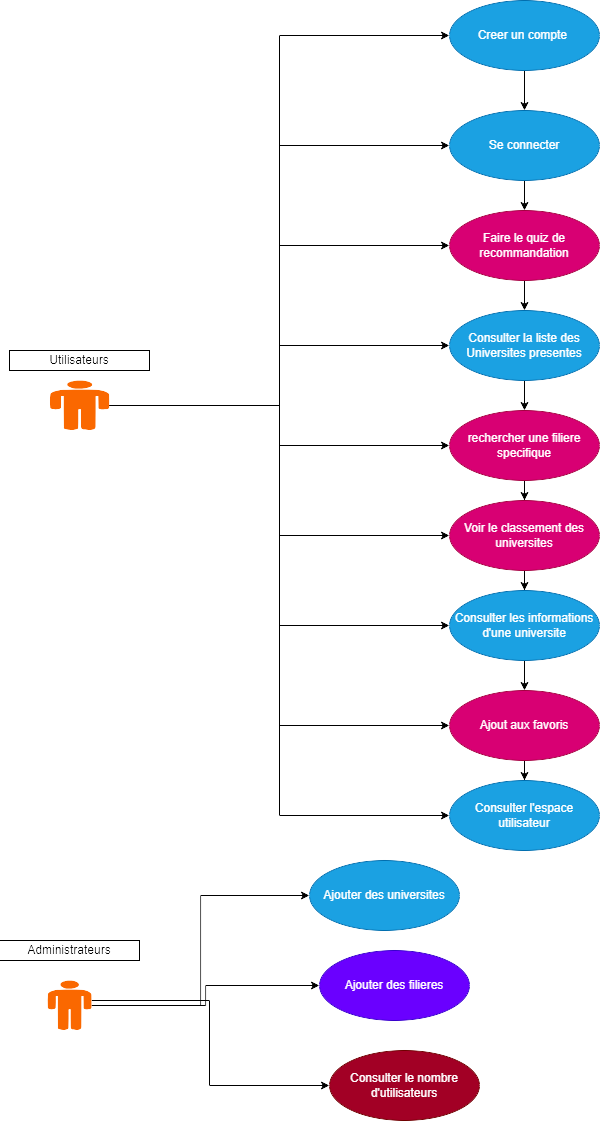 Creer un compte
Se connecter
Faire le quiz de
recommandation
Consulter la liste des
Universites presentes
Utilisateurs
rechercher une filiere
specifique
Voir le classement des
universites
Consulter les informations
d'une universite
Ajout aux favoris
Consulter l'espace
utilisateur
Ajouter des universites
Administrateurs
Ajouter des filieres
Consulter le nombre
d'utilisateurs